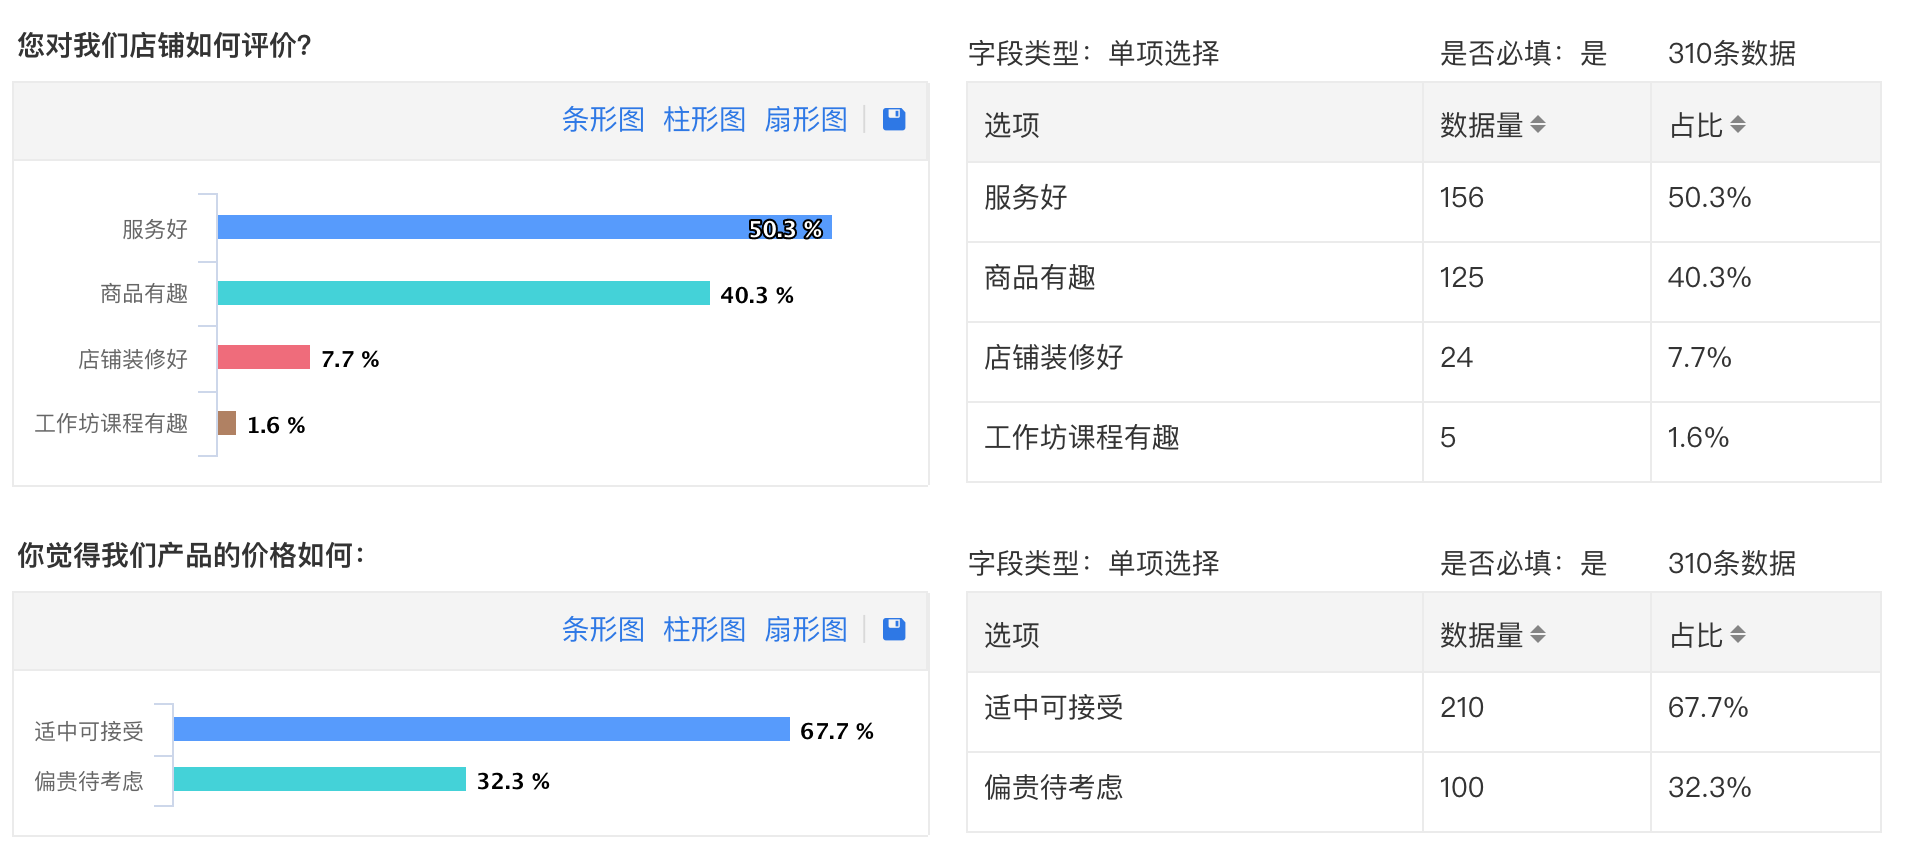 您对我们店铺如何评价?
字段类型：单项选择 是否必填：是 310条数据
条形图 柱形图 扇形图
服务好 50.3 %
商品有趣 40.3 %
店铺装修好 7.7 %
工作坊课程有趣 1.6 %
选项 数据量 占比
服务好 156 50.3%
商品有趣 125 40.3%
店铺装修好 24 7.7%
工作坊课程有趣 5 1.6%
你觉得我们产品的价格如何：
字段类型：单项选择 是否必填：是 310条数据
条形图 柱形图 扇形图
适中可接受 67.7 %
偏贵待考虑 32.3 %
选项 数据量 占比
适中可接受 210 67.7%
偏贵待考虑 100 32.3%